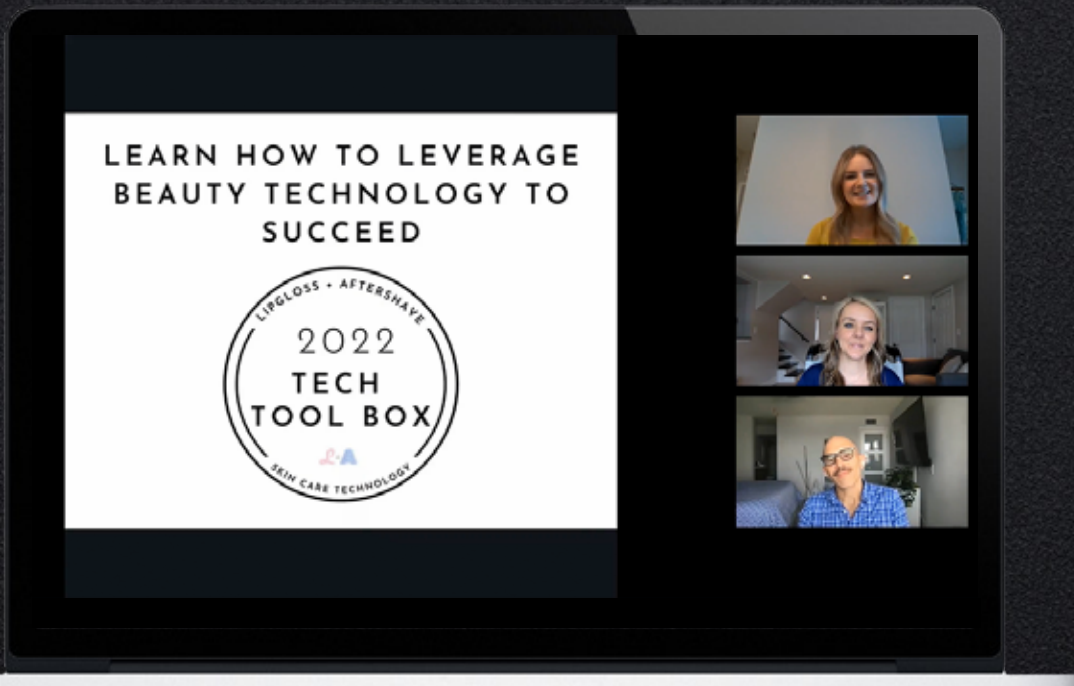 LEARN HOW TO LEVERAGE
BEAUTY TECHNOLOGY TO
SUCCEED
LIPGLOSS + AFTERSHAVE
2022
TECH
TOOL BOX
L+A
SKIN CARE TECHNOLOGY